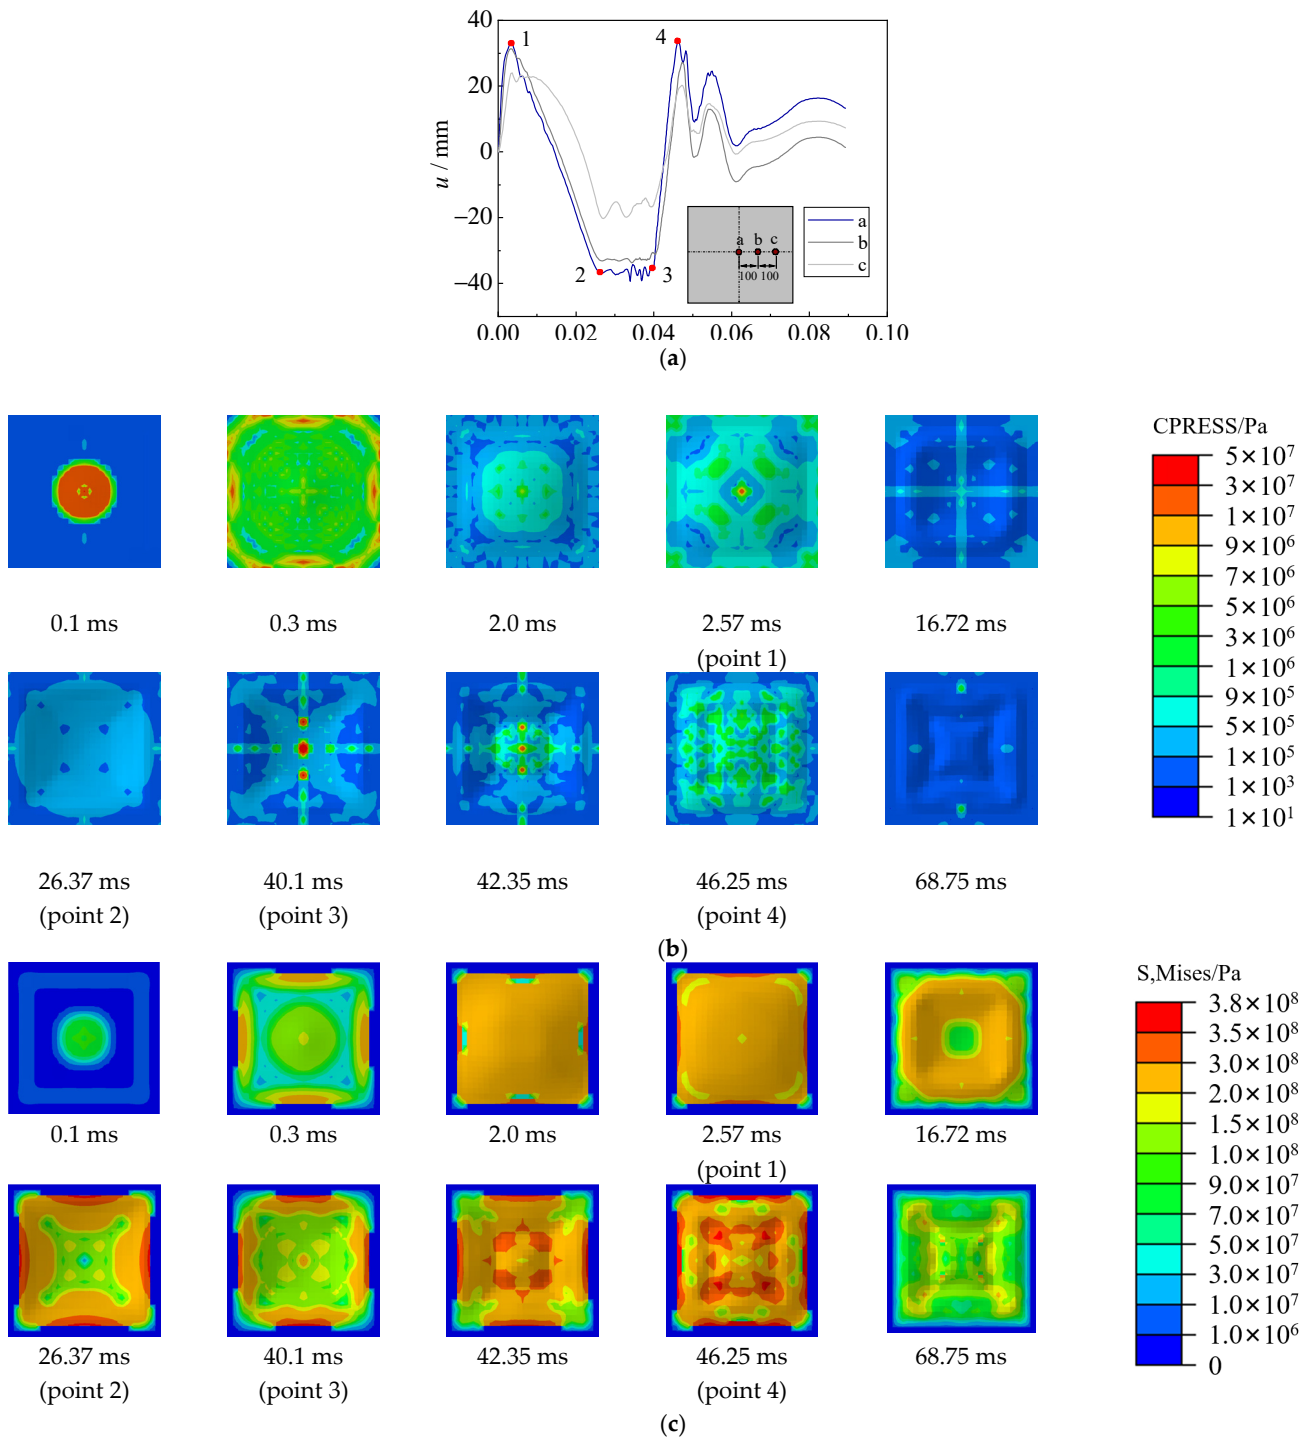 40
20
0
−20
−40
u / mm
1
4
2
3
a b c
100 100
a
b
c
0.00 0.02 0.04 0.06 0.08 0.10
(a)
CPRESS/Pa
5×10⁷
3×10⁷
1×10⁷
9×10⁶
7×10⁶
5×10⁶
3×10⁶
1×10⁶
9×10⁵
5×10⁵
1×10⁵
1×10³
1×10¹
0.1 ms 0.3 ms 2.0 ms 2.57 ms 16.72 ms
(point 1)
26.37 ms 40.1 ms 42.35 ms 46.25 ms 68.75 ms
(point 2) (point 3) (point 4)
(b)
S,Mises/Pa
3.8×10⁸
3.5×10⁸
3.0×10⁸
2.0×10⁸
1.5×10⁸
1.0×10⁸
9.0×10⁷
7.0×10⁷
5.0×10⁷
3.0×10⁷
1.0×10⁷
1.0×10⁶
0
0.1 ms 0.3 ms 2.0 ms 2.57 ms 16.72 ms
(point 1)
26.37 ms 40.1 ms 42.35 ms 46.25 ms 68.75 ms
(point 2) (point 3) (point 4)
(c)